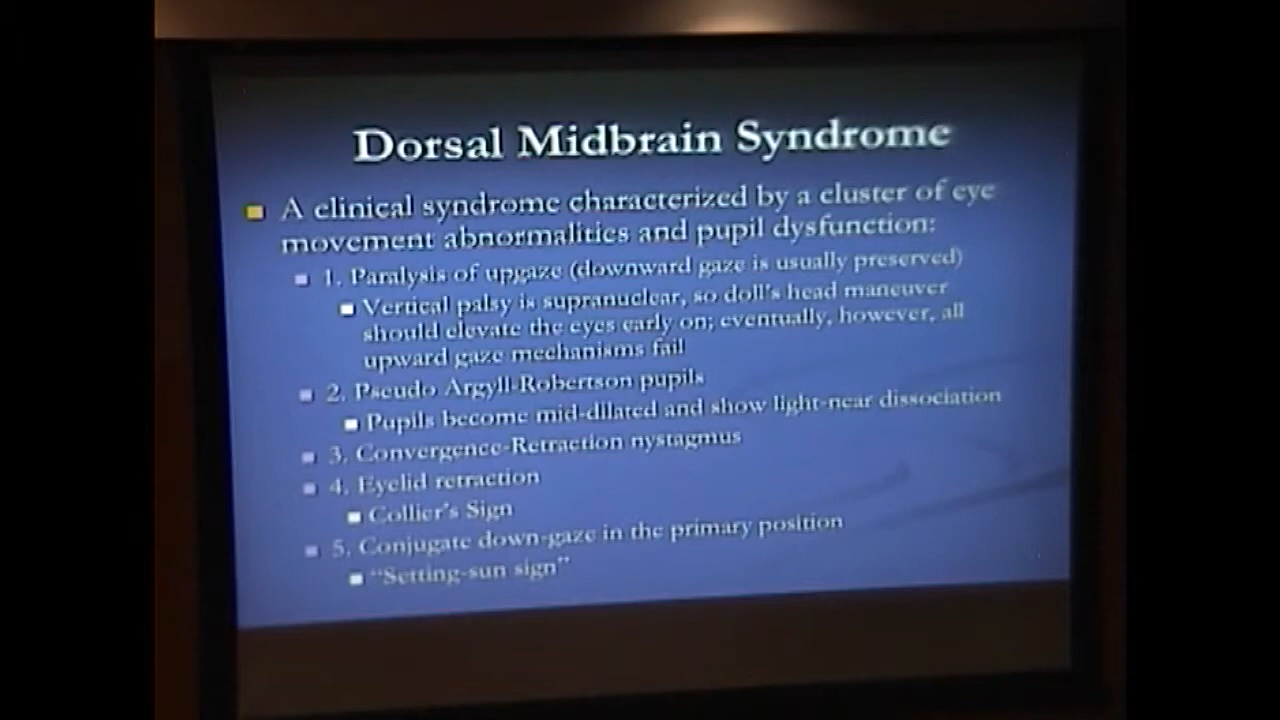 Dorsal Midbrain Syndrome
A clinical syndrome characterized by a cluster of eye
movement abnormalities and pupil dysfunction:
1. Paralysis of upgaze (downward gaze is usually preserved)
Vertical palsy is supranuclear, so doll's head maneuver
should elevate the eyes early on; eventually, however, all
upward gaze mechanisms fail
2. Pseudo Argyll-Robertson pupils
Pupils become mid-dilated and show light-near dissociation
3. Convergence-Retraction nystagmus
4. Eyelid retraction
Collier's Sign
5. Conjugate down-gaze in the primary position
"Setting-sun sign"